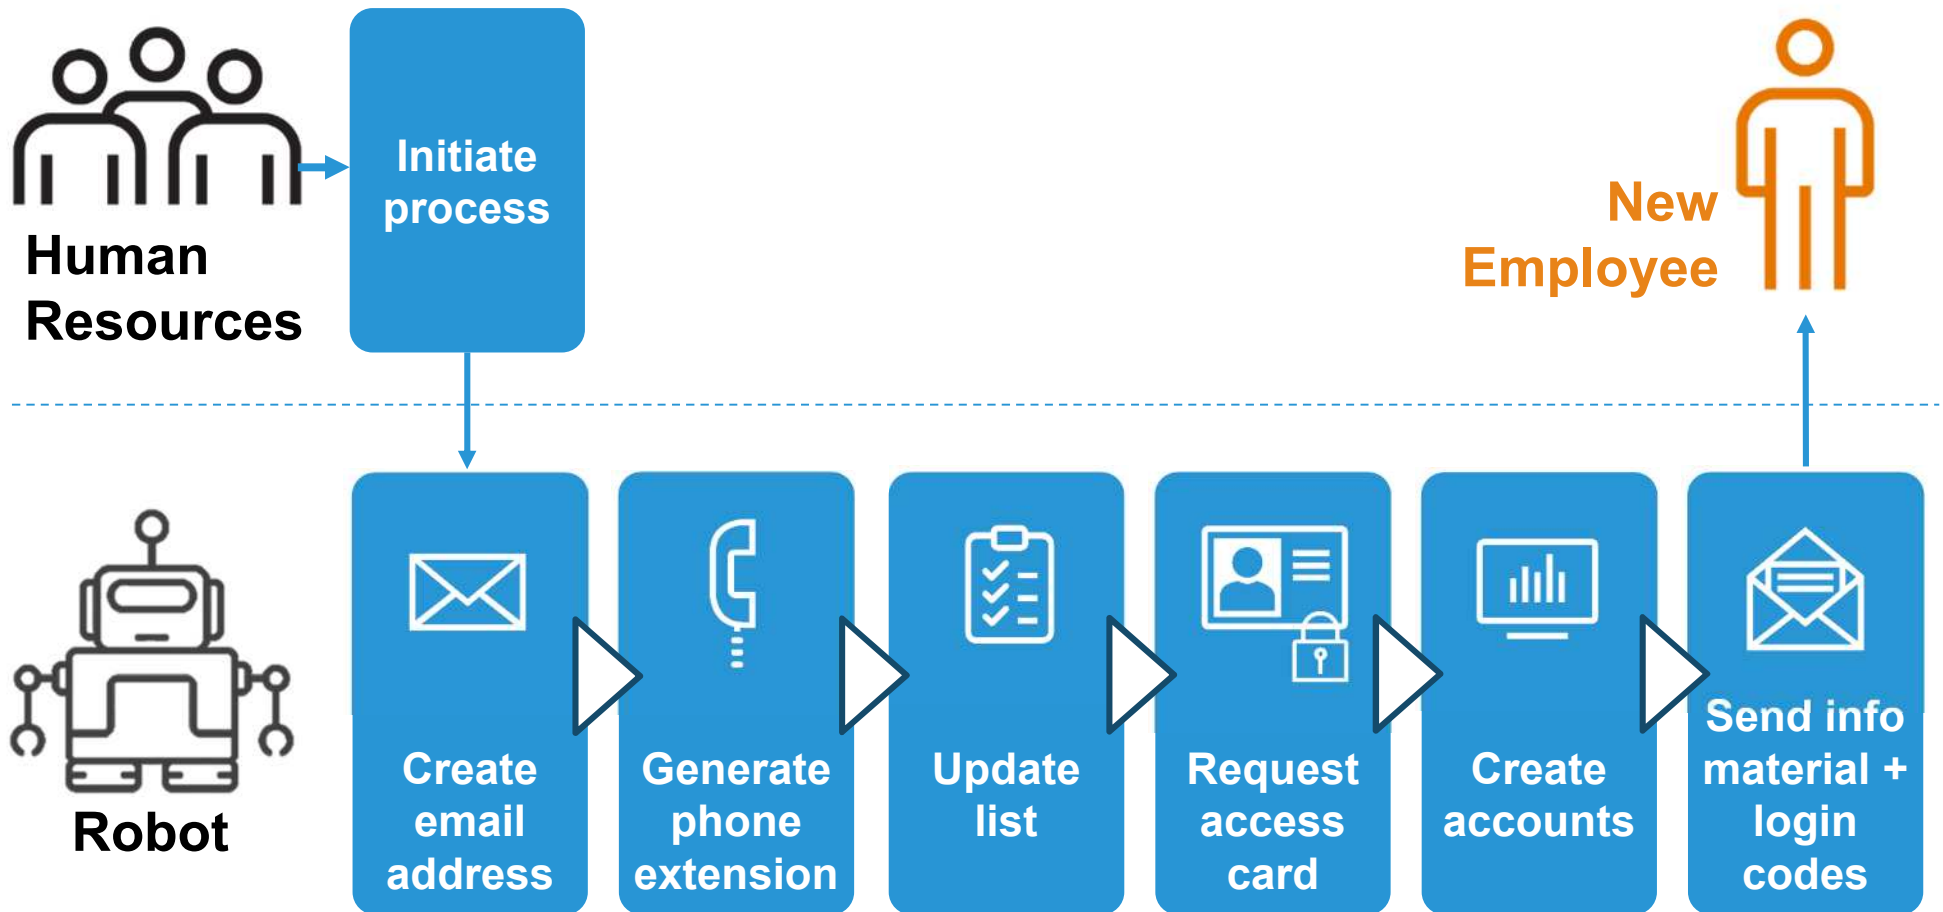 Initiate
process
Human
Resources
New
Employee
Robot
Create
email
address
Generate
phone
extension
Update
list
Request
access
card
Create
accounts
Send info
material +
login
codes